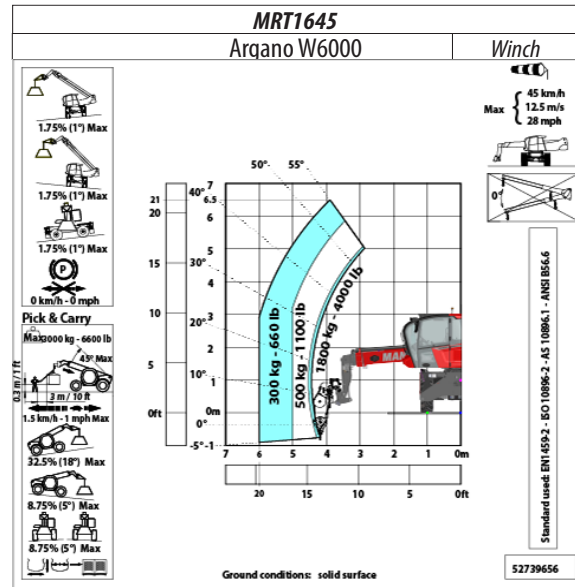 MRT1645
Argano W6000
Winch
1.75% (1°) Max
1.75% (1°) Max
1.75% (1°) Max
P
0 km/h - 0 mph
Pick & Carry
Max
3000 kg - 6600 lb
45° Max
0.3 m / 1 ft
3 m / 10 ft
1.5 km/h - 1 mph Max
32.5% (18°) Max
8.75% (5°) Max
8.75% (5°) Max
50°
55°
40°
30°
20°
10°
0°
-5°
21
20
15
10
5
0ft
7
6.5
6
5
4
3
2
1
0m
-1
300 kg - 660 lb
500 kg - 1100 lb
1800 kg - 4000 lb
MAN
7 6 5 4 3 2 1 0m
20 15 10 5 0ft
Ground conditions: solid surface
Max
45 km/h
12.5 m/s
28 mph
0°
Standard used: EN1459-2 - ISO 10896-2 - AS 10896.1 - ANSI B56.6
52739656